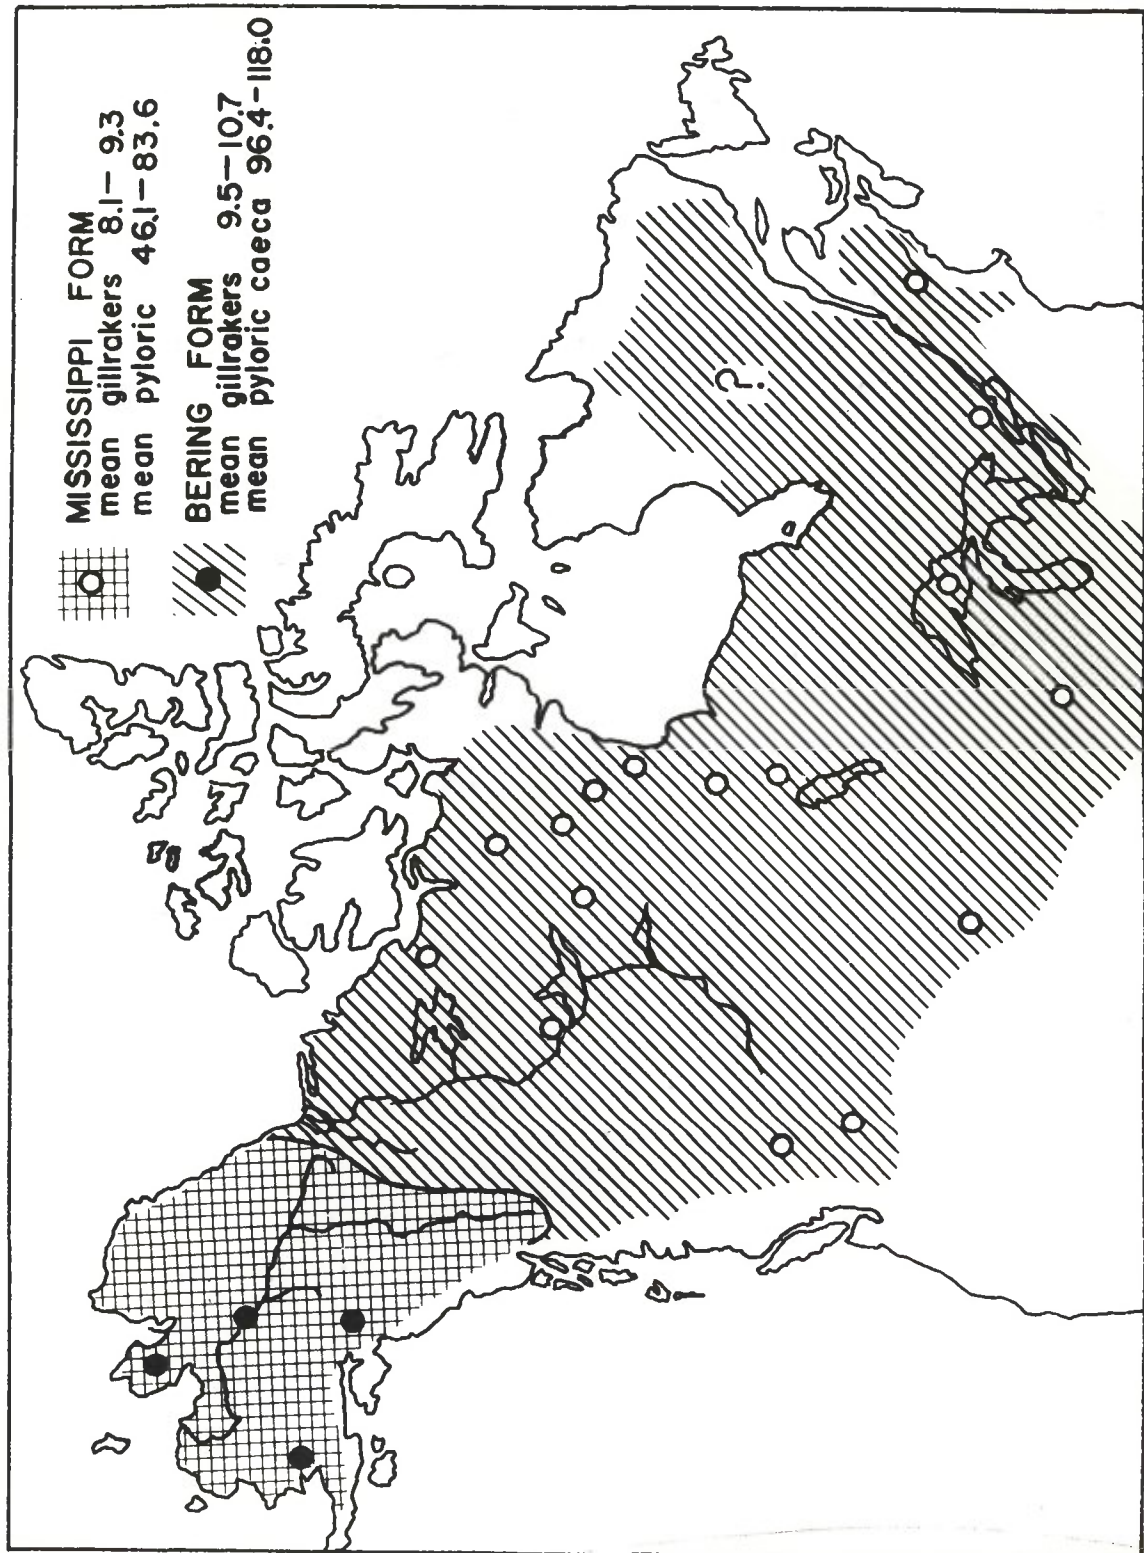 MISSISSIPPI FORM
mean gillrakers 8.1–9.3
mean pyloric 46.1–83.6
BERING FORM
mean gillrakers 9.5–10.7
mean pyloric caeca 96.4–118.0
?